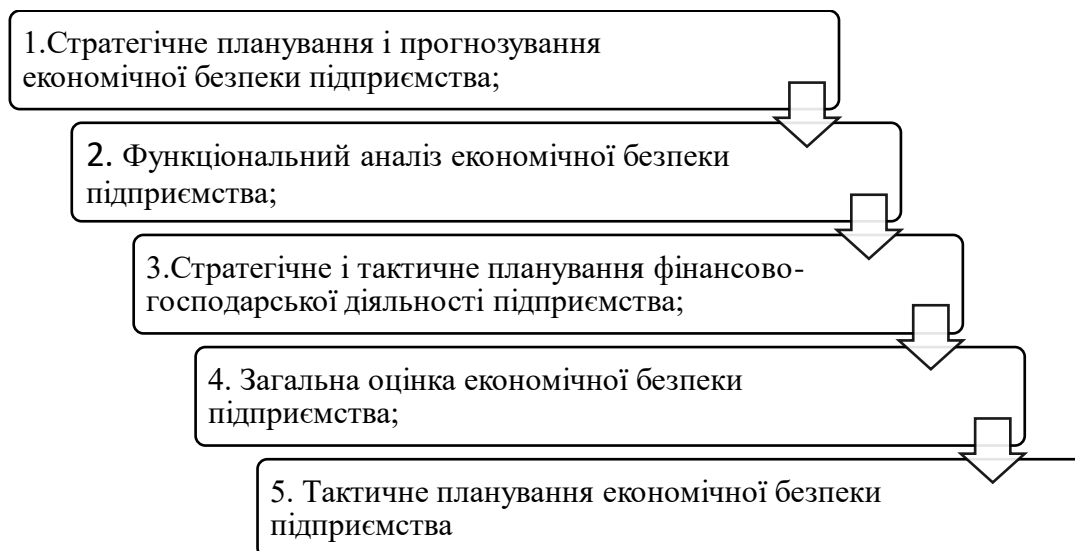 1.Стратегічне планування і прогнозування
економічної безпеки підприємства;
2. Функціональний аналіз економічної безпеки
підприємства;
3.Стратегічне і тактичне планування фінансово-
господарської діяльності підприємства;
4. Загальна оцінка економічної безпеки
підприємства;
5. Тактичне планування економічної безпеки
підприємства